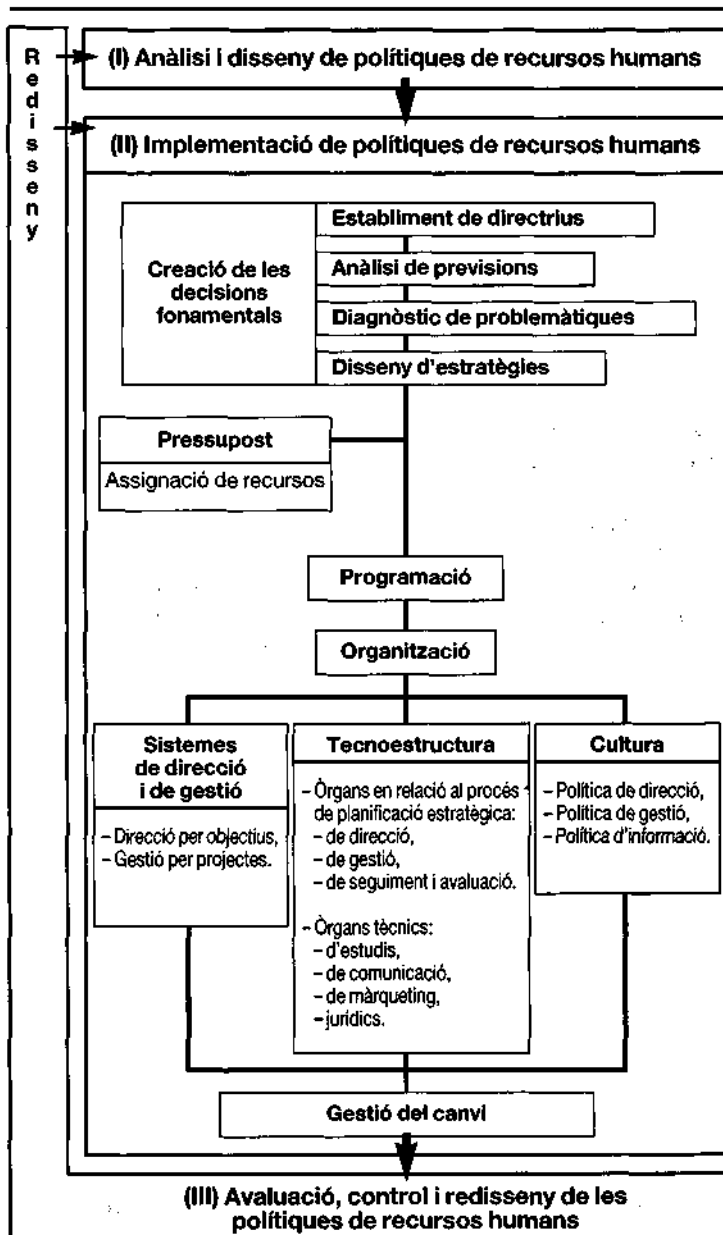 Redisseny
(I) Anàlisi i disseny de polítiques de recursos humans
(II) Implementació de polítiques de recursos humans
Creació de les
decisions
fonamentals
Establiment de directrius
Anàlisi de previsions
Diagnòstic de problemàtiques
Disseny d'estratègies
Pressupost
Assignació de recursos
Programació
Organització
Sistemes
de direcció
i de gestió
– Direcció per objectius,
– Gestió per projectes.
Tecnoestructura
– Òrgans en relació al procés
de planificació estratègica:
– de direcció,
– de gestió,
– de seguiment i avaluació.
– Òrgans tècnics:
– d'estudis,
– de comunicació,
– de màrqueting,
– jurídics.
Cultura
– Política de direcció,
– Política de gestió,
– Política d'informació.
Gestió del canvi
(III) Avaluació, control i redisseny de les
polítiques de recursos humans